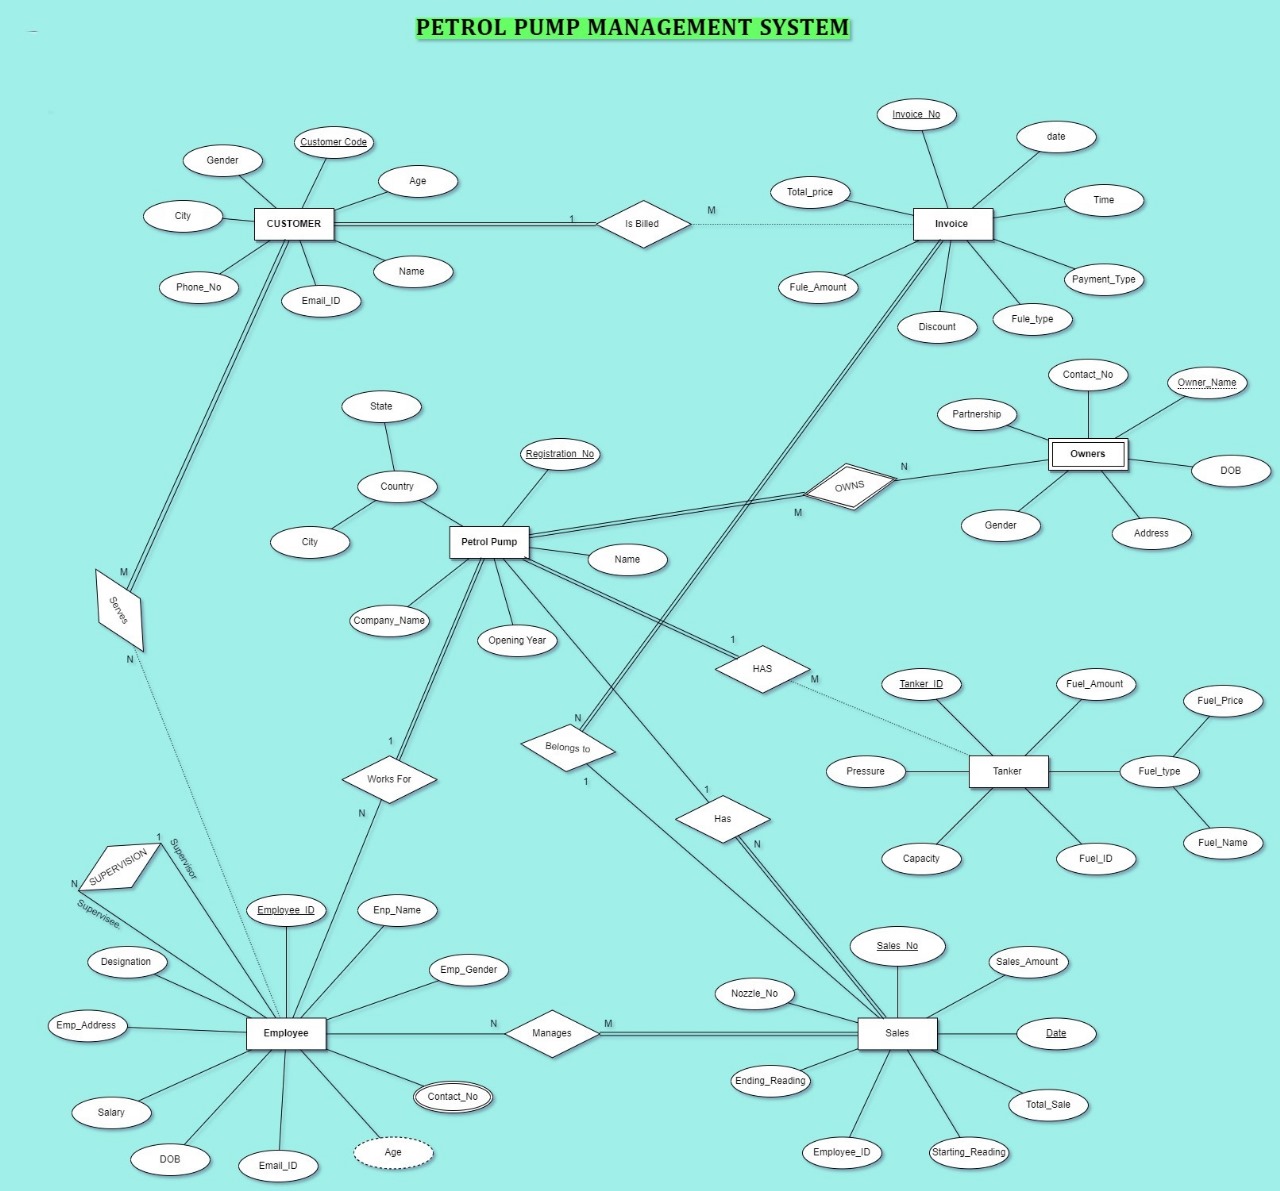 PETROL PUMP MANAGEMENT SYSTEM
Invoice_No
date
Customer Code
Gender
Age
Total_price
Time
City
CUSTOMER
1
Is Billed
M
Invoice
Name
Phone_No
Email_ID
Fule_Amount
Payment_Type
Discount
Fule_type
Contact_No
Owner_Name
State
Partnership
Registration_No
Owners
N
DOB
Country
OWNS
M
City
Petrol Pump
Gender
Address
Name
M
Serves
N
Company_Name
Opening Year
1
HAS
M
Tanker_ID
Fuel_Amount
Fuel_Price
N
Belongs to
1
1
Works For
N
Pressure
Tanker
Fuel_type
1
Has
N
1
Supervisor
SUPERVISION
N
Supervisee.
Capacity
Fuel_ID
Fuel_Name
Employee_ID
Enp_Name
Sales_No
Designation
Emp_Gender
Sales_Amount
Nozzle_No
Emp_Address
Employee
N
Manages
M
Sales
Date
Ending_Reading
Contact_No
Total_Sale
Salary
DOB
Email_ID
Age
Employee_ID
Starting_Reading